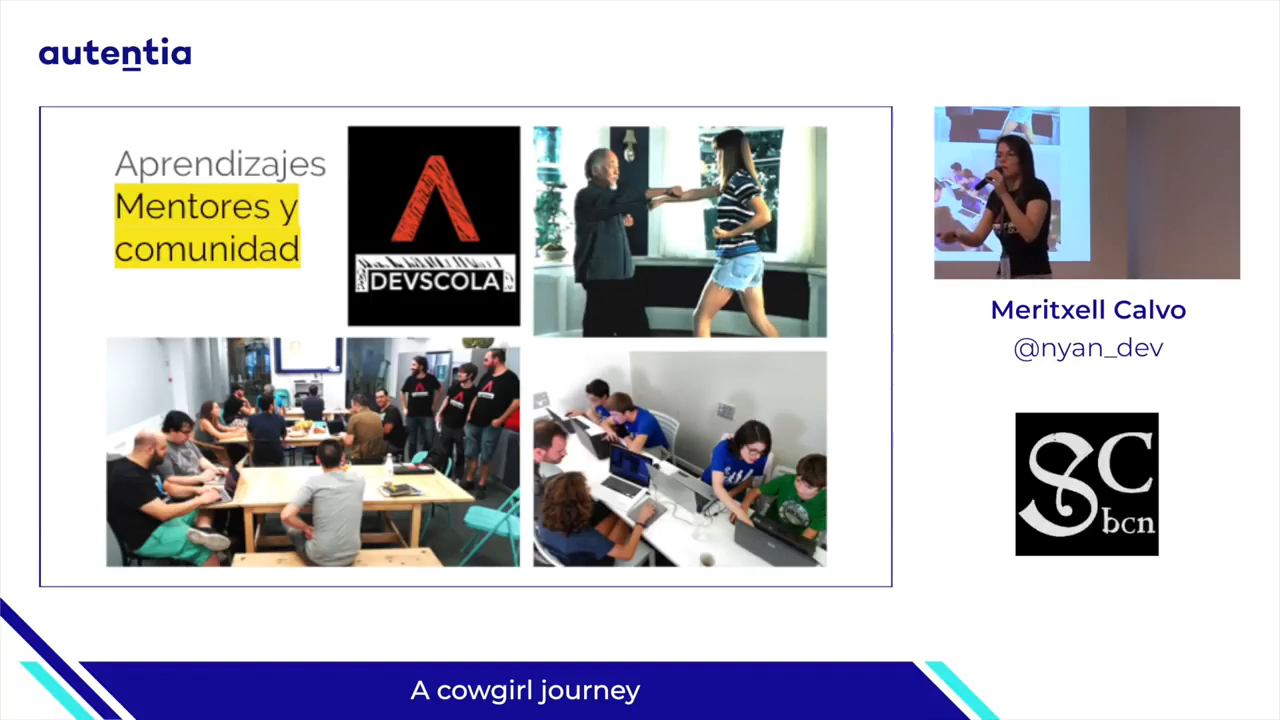 autentia
Aprendizajes
Mentores y
comunidad
DEVSCOLA
Meritxell Calvo
@nyan_dev
SC
bcn
A cowgirl journey